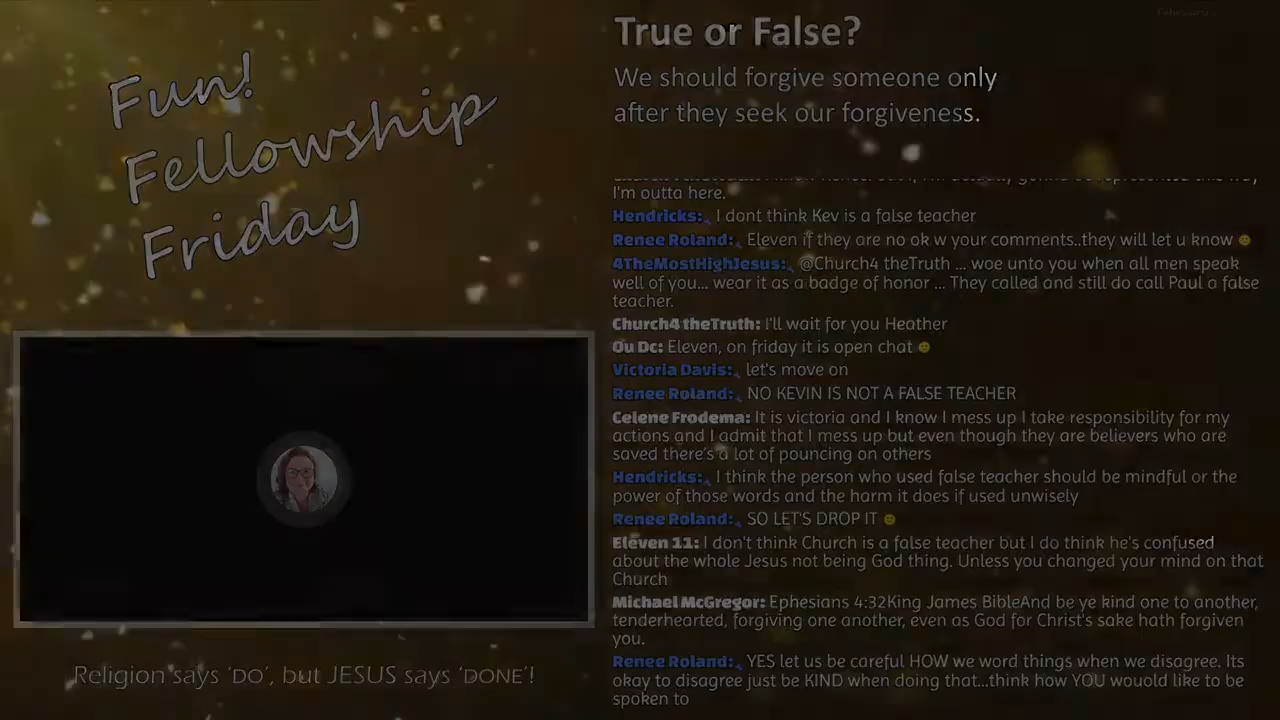 Fun!
Fellowship
Friday
Religion says 'DO', but JESUS says 'DONE'!
February
True or False?
We should forgive someone only
after they seek our forgiveness.
I'm outta here.
Hendricks: I dont think Kev is a false teacher
Renee Roland: Eleven if they are no ok w your comments..they will let u know 🙂
4TheMostHighJesus: @Church4 theTruth ... woe unto you when all men speak
well of you... wear it as a badge of honor ... They called and still do call Paul a false
teacher.
Church4 theTruth: I'll wait for you Heather
Ou Dc: Eleven, on friday it is open chat 🙂
Victoria Davis: let's move on
Renee Roland: NO KEVIN IS NOT A FALSE TEACHER
Celene Frodema: It is victoria and I know I mess up I take responsibility for my
actions and I admit that I mess up but even though they are believers who are
saved there's a lot of pouncing on others
Hendricks: I think the person who used false teacher should be mindful or the
power of those words and the harm it does if used unwisely
Renee Roland: SO LET'S DROP IT 🙂
Eleven 11: I don't think Church is a false teacher but I do think he's confused
about the whole Jesus not being God thing. Unless you changed your mind on that
Church
Michael McGregor: Ephesians 4:32King James BibleAnd be ye kind one to another,
tenderhearted, forgiving one another, even as God for Christ's sake hath forgiven
you.
Renee Roland: YES let us be careful HOW we word things when we disagree. Its
okay to disagree just be KIND when doing that...think how YOU would like to be
spoken to